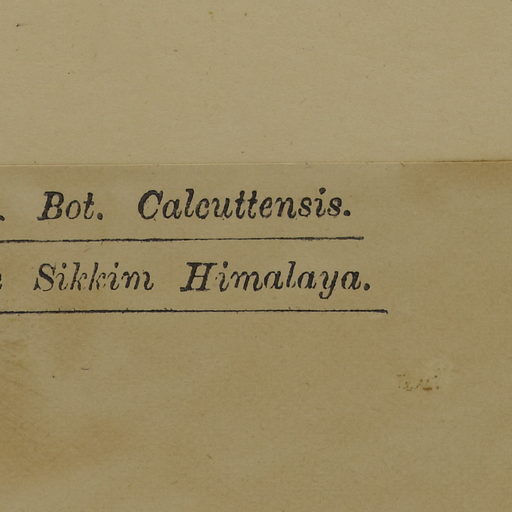 Bot. Calcuttensis.
Sikkim Himalaya.